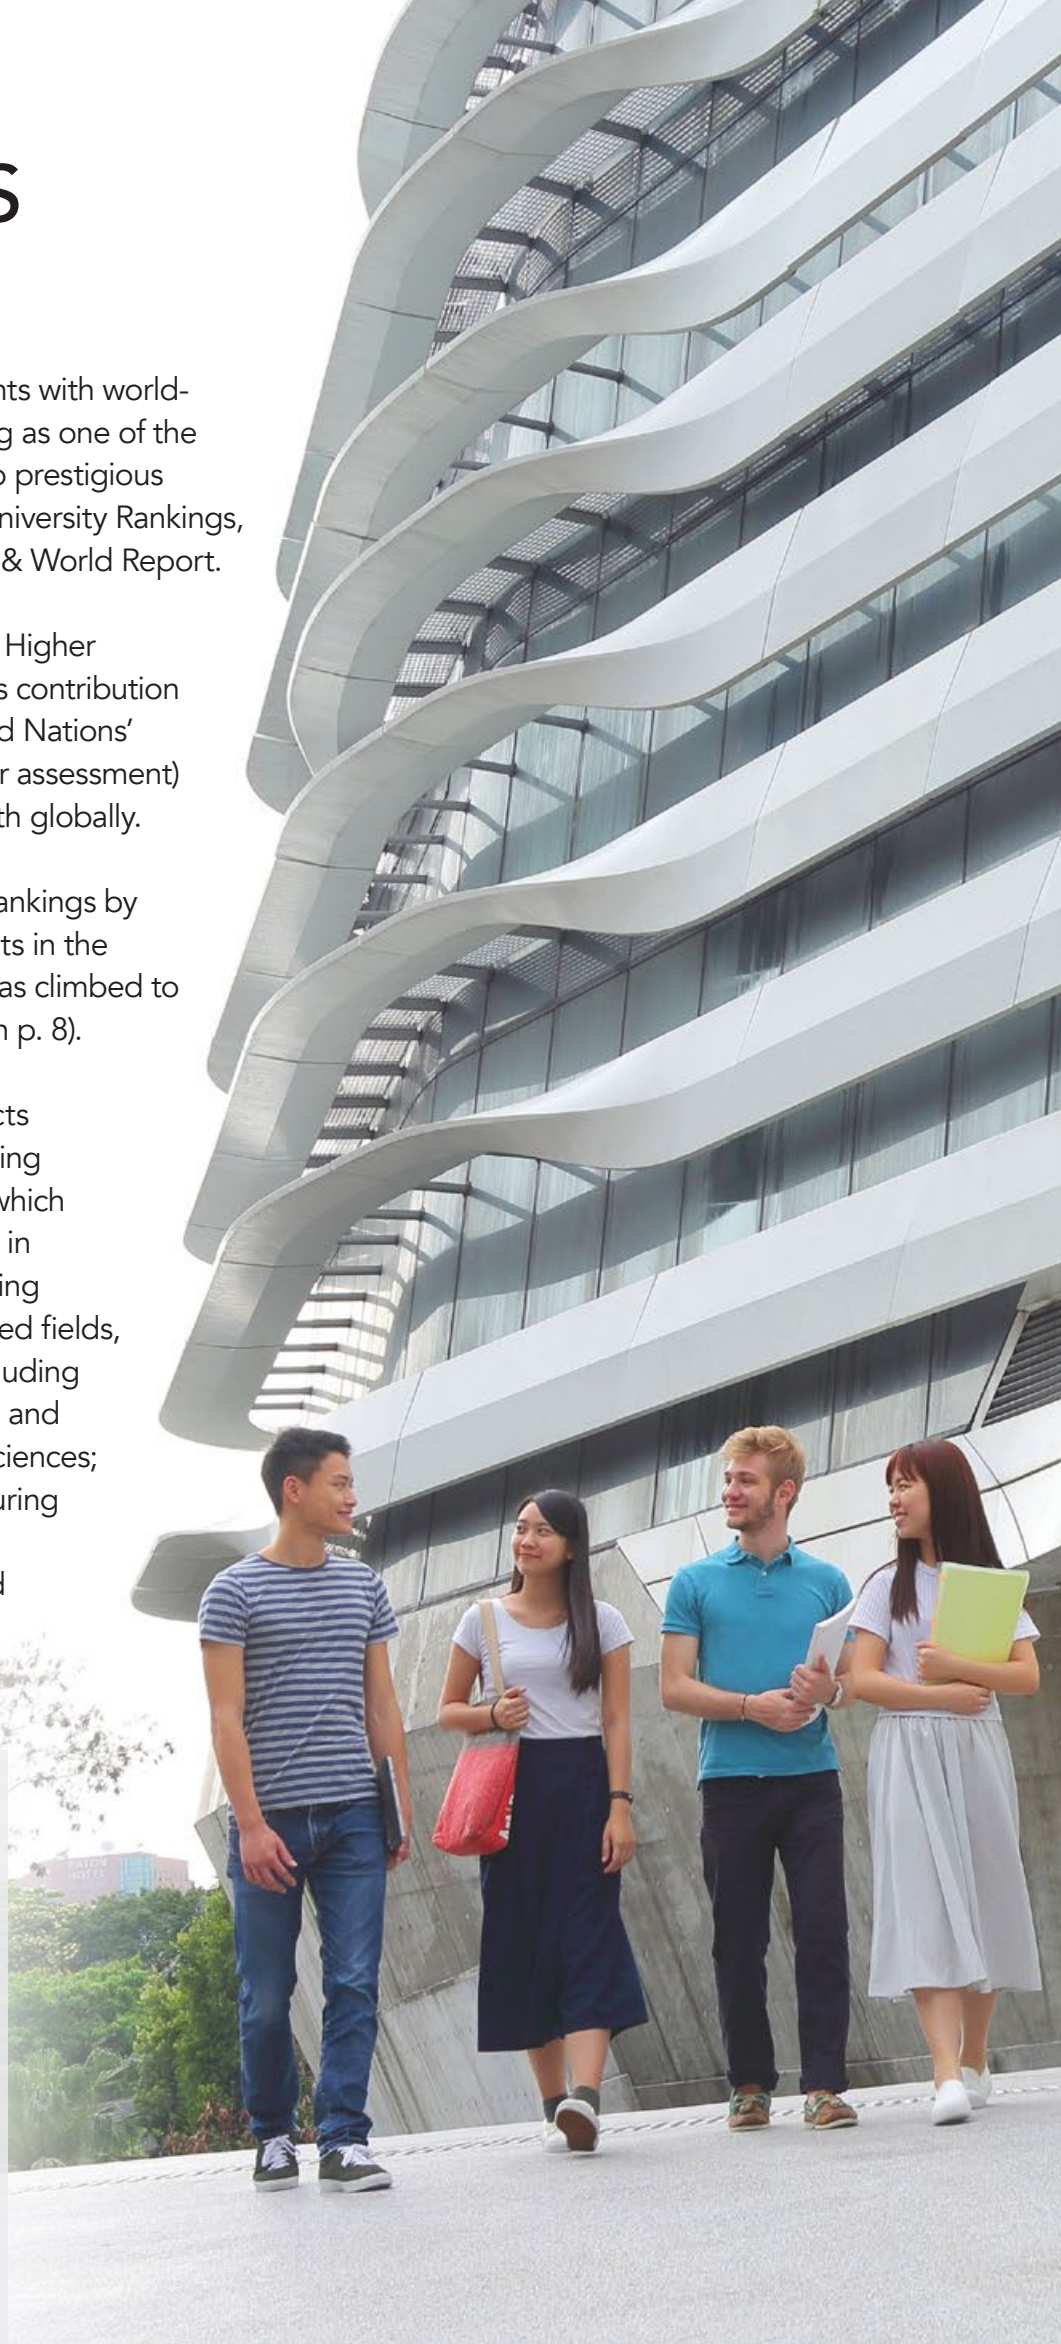 s
nts with world-
g as one of the
o prestigious
niversity Rankings,
& World Report.
Higher
s contribution
d Nations’
r assessment)
th globally.
ankings by
ts in the
as climbed to
n p. 8).
cts
ing
which
in
ing
ed fields,
uding
and
ciences;
uring
d
HOTEL